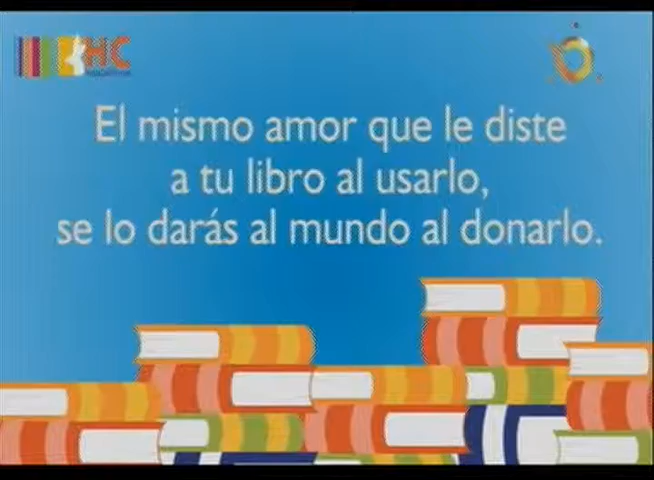 HC
El mismo amor que le diste
a tu libro al usarlo,
se lo darás al mundo al donarlo.